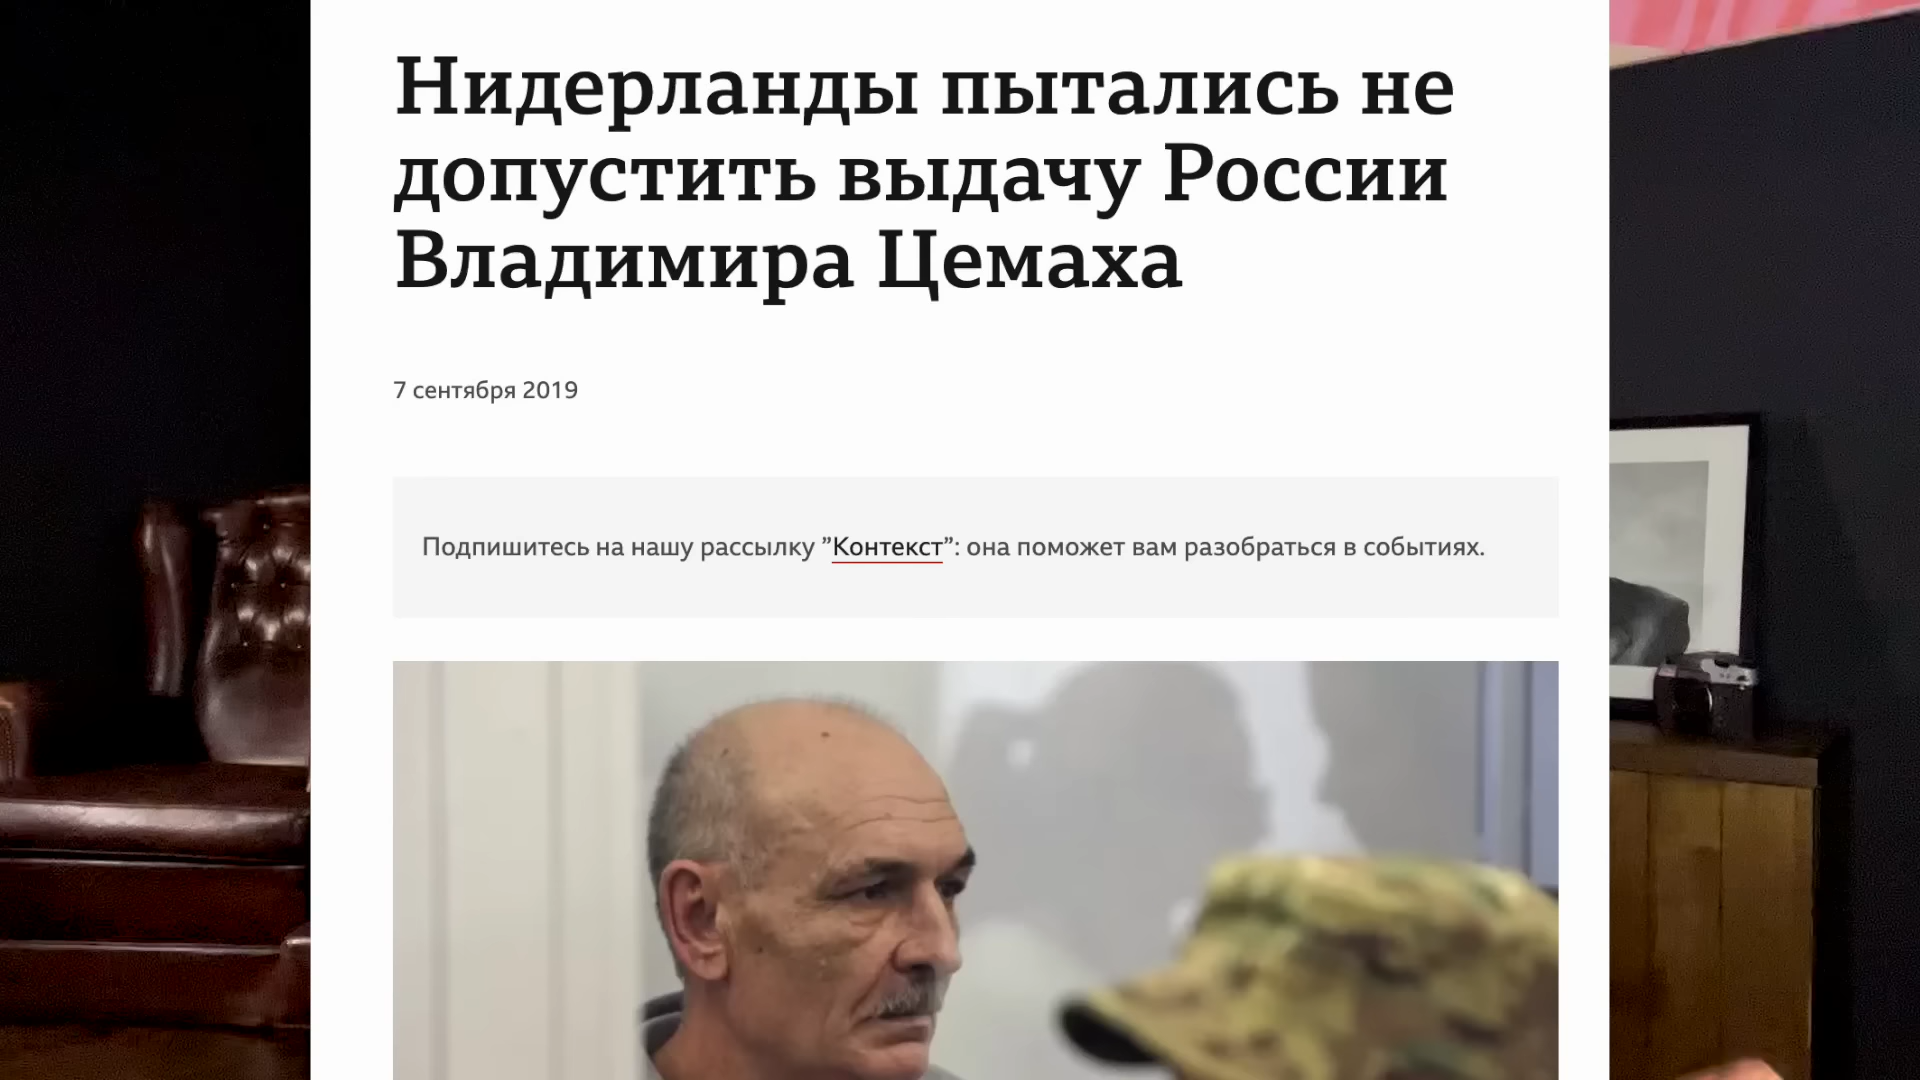 Нидерланды пытались не
допустить выдачу России
Владимира Цемаха
7 сентября 2019
Подпишитесь на нашу рассылку ”Контекст”: она поможет вам разобраться в событиях.